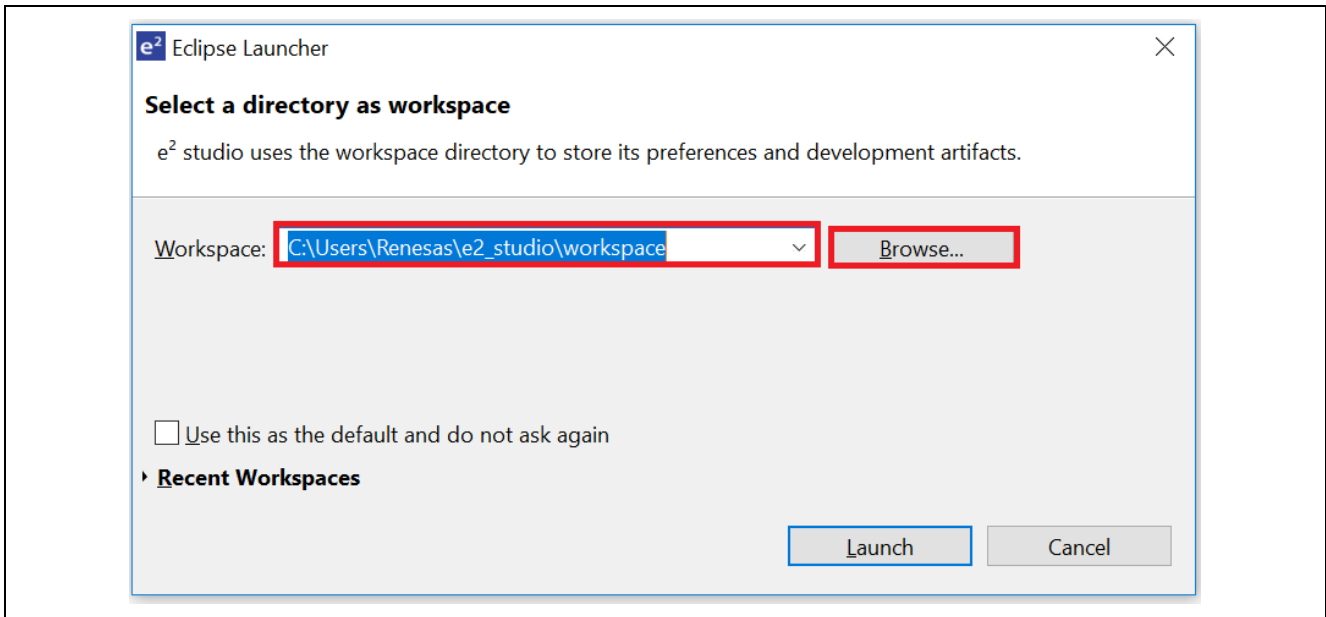 e² Eclipse Launcher
Select a directory as workspace
e² studio uses the workspace directory to store its preferences and development artifacts.
Workspace: C:\Users\Renesas\e2_studio\workspace Browse...
Use this as the default and do not ask again
Recent Workspaces
Launch Cancel